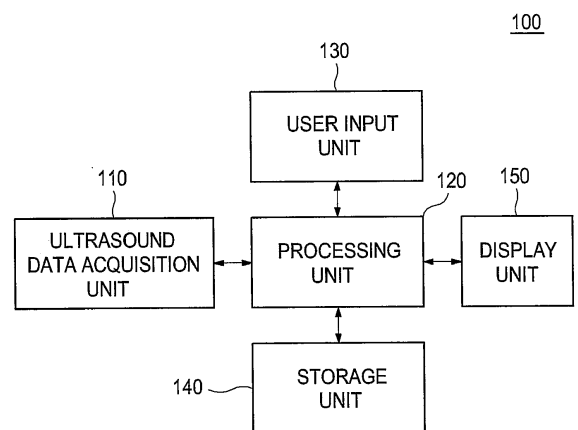 100
130
USER INPUT
UNIT
110
120
150
ULTRASOUND
DATA ACQUISITION
UNIT
PROCESSING
UNIT
DISPLAY
UNIT
140
STORAGE
UNIT